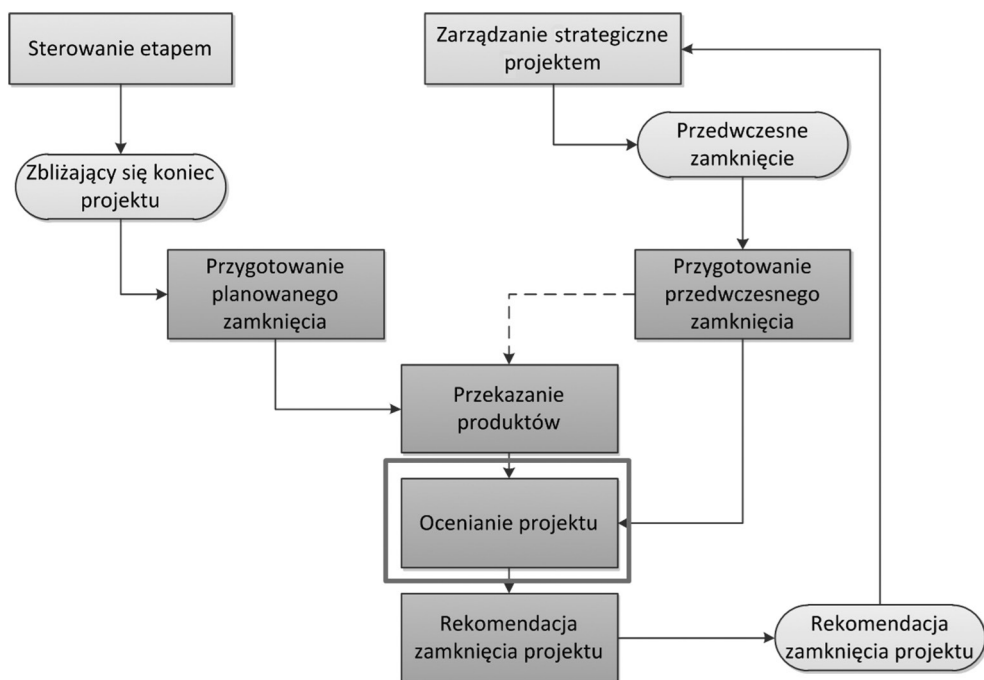 Sterowanie etapem
Zarządzanie strategiczne
projektem
Przedwczesne
zamknięcie
Zbliżający się koniec
projektu
Przygotowanie
planowanego
zamknięcia
Przygotowanie
przedwczesnego
zamknięcia
Przekazanie
produktów
Ocenianie projektu
Rekomendacja
zamknięcia projektu
Rekomendacja
zamknięcia projektu